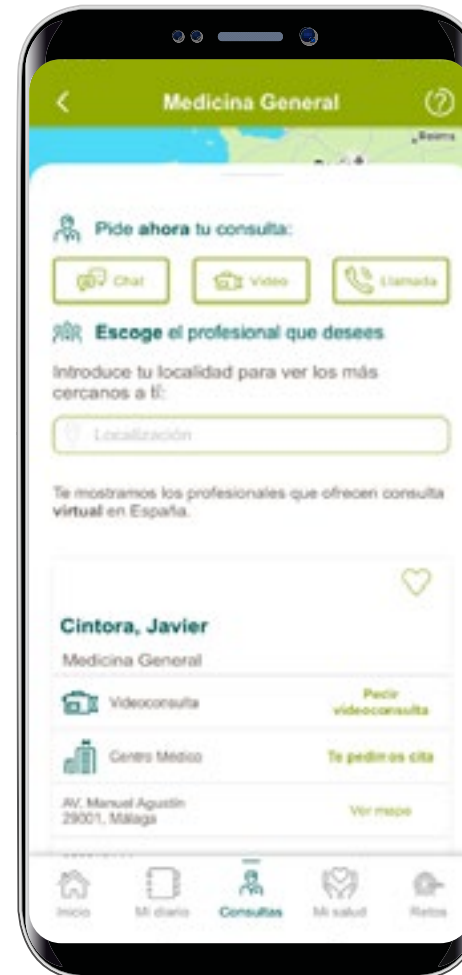 Medicina General
Reims
Pide ahora tu consulta:
Chat
Video
Llamada
Escoge el profesional que desees
Introduce tu localidad para ver los más
cercanos a tí:
Localización
Te mostramos los profesionales que ofrecen consulta
virtual en España.
Cintora, Javier
Medicina General
Videoconsulta
Pedir
videoconsulta
Centro Médico
Te pedimos cita
AV. Manuel Agustín
29001, Málaga
Ver mapa
Inicio
Mi diario
Consultas
Mi salud
Retos